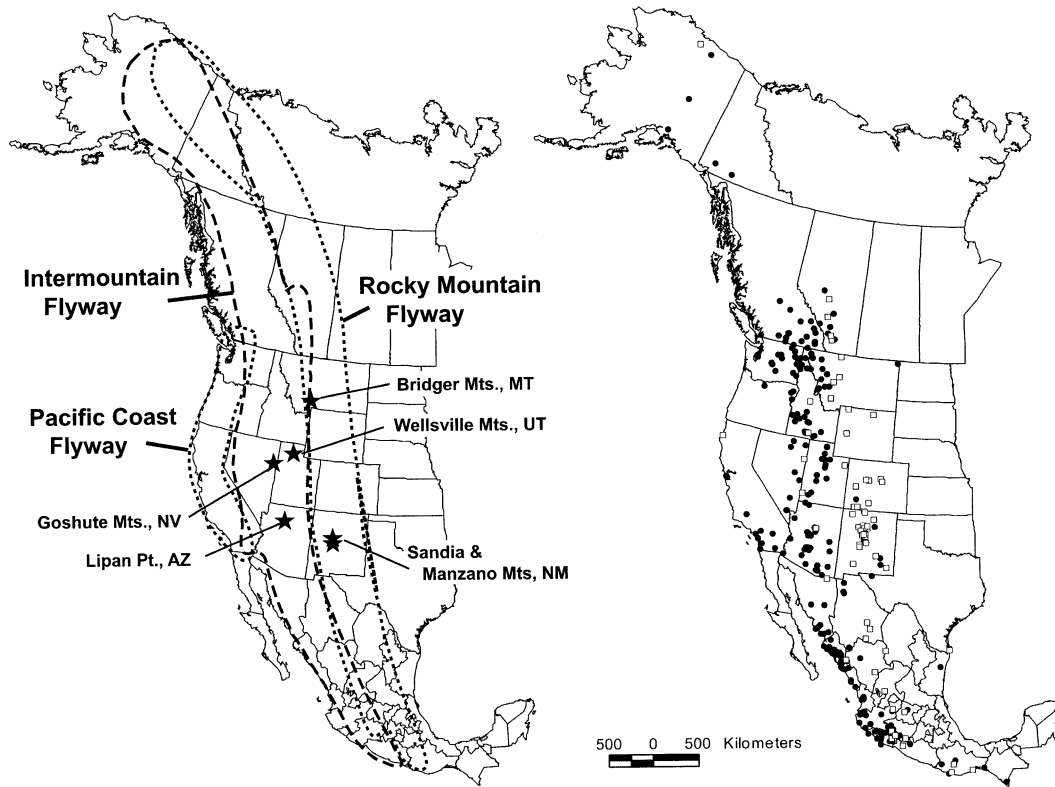 Intermountain
Flyway
Rocky Mountain
Flyway
Bridger Mts., MT
Pacific Coast
Flyway
Wellsville Mts., UT
Goshute Mts., NV
Lipan Pt., AZ
Sandia &
Manzano Mts, NM
500 0 500 Kilometers